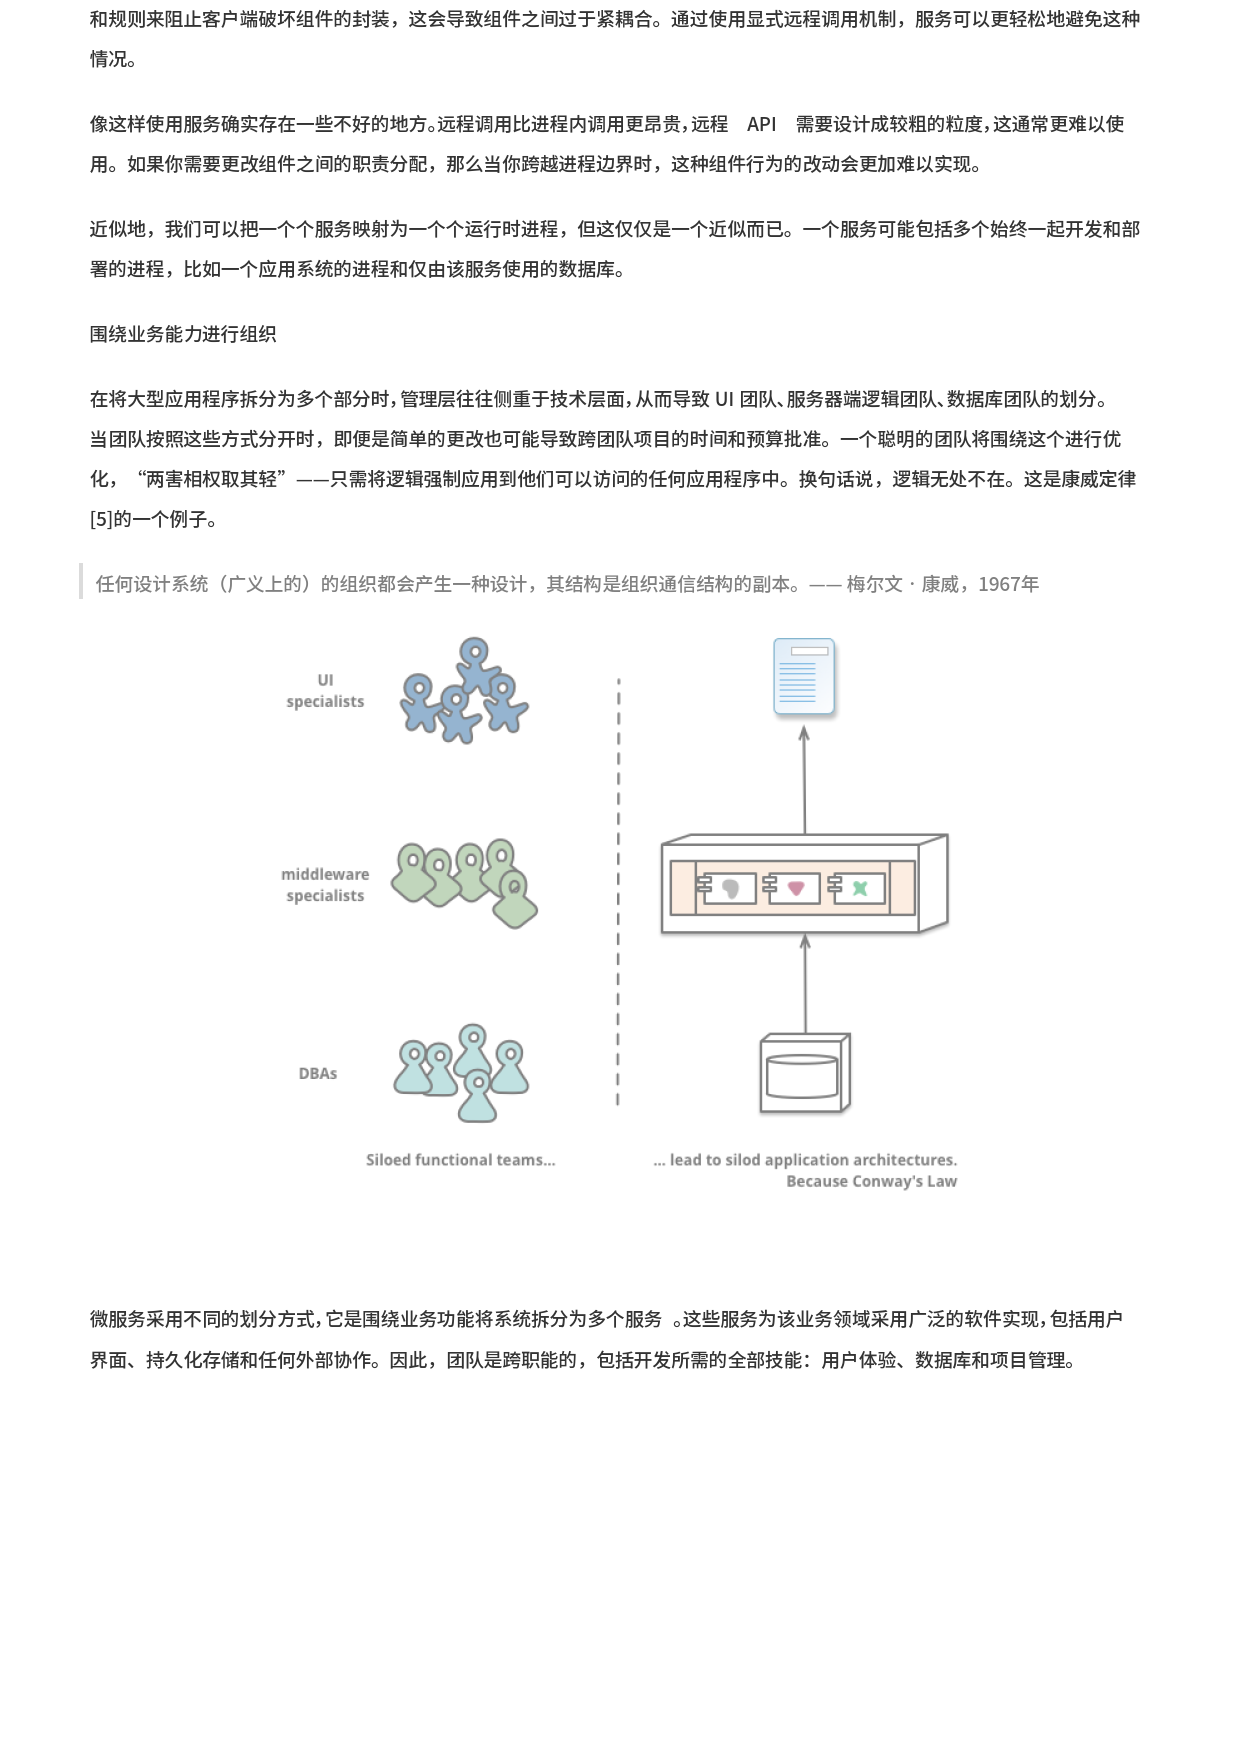 和规则来阻止客户端破坏组件的封装，这会导致组件之间过于紧耦合。通过使用显式远程调用机制，服务可以更轻松地避免这种
情况。
像这样使用服务确实存在一些不好的地方。远程调用比进程内调用更昂贵，远程 API 需要设计成较粗的粒度，这通常更难以使
用。如果你需要更改组件之间的职责分配，那么当你跨越进程边界时，这种组件行为的改动会更加难以实现。
近似地，我们可以把一个个服务映射为一个个运行时进程，但这仅仅是一个近似而已。一个服务可能包括多个始终一起开发和部
署的进程，比如一个应用系统的进程和仅由该服务使用的数据库。
围绕业务能力进行组织
在将大型应用程序拆分为多个部分时，管理层往往侧重于技术层面，从而导致 UI 团队、服务器端逻辑团队、数据库团队的划分。
当团队按照这些方式分开时，即便是简单的更改也可能导致跨团队项目的时间和预算批准。一个聪明的团队将围绕这个进行优
化， “两害相权取其轻” ——只需将逻辑强制应用到他们可以访问的任何应用程序中。换句话说，逻辑无处不在。这是康威定律
[5]的一个例子。
任何设计系统（广义上的）的组织都会产生一种设计，其结构是组织通信结构的副本。—— 梅尔文 · 康威，1967年
UI
specialists
middleware
specialists
DBAs
Siloed functional teams...
... lead to silod application architectures.
Because Conway's Law
微服务采用不同的划分方式，它是围绕业务功能将系统拆分为多个服务 。这些服务为该业务领域采用广泛的软件实现，包括用户
界面、持久化存储和任何外部协作。因此，团队是跨职能的，包括开发所需的全部技能：用户体验、数据库和项目管理。